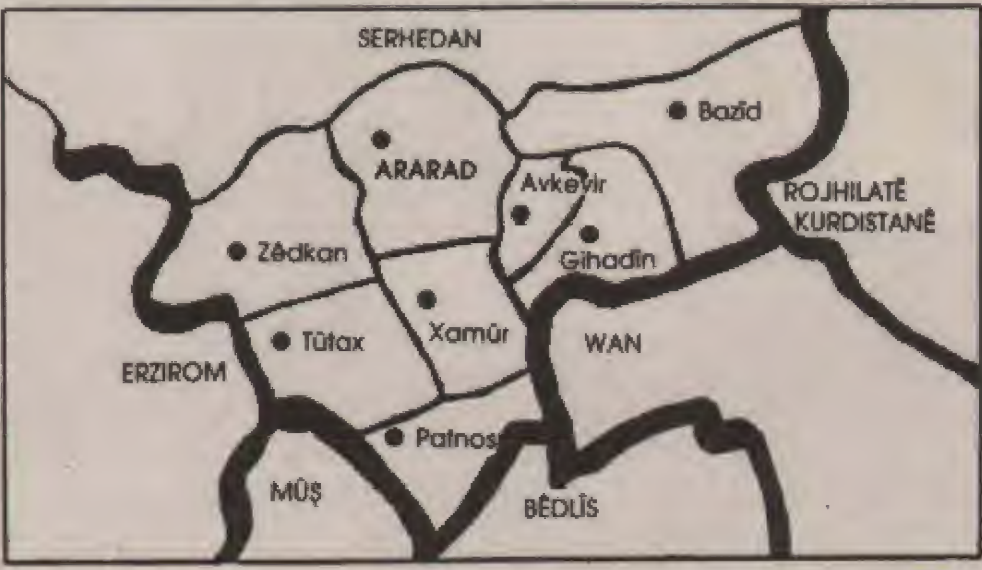 SERHEDAN
Bazîd
ARARAD
Avkevir
ROJHILATÊ
KURDISTANÊ
Zêdkan
Gihadîn
Tûtax
Xamûr
WAN
ERZIROM
Patnos
MÛŞ
BÊDLÎS